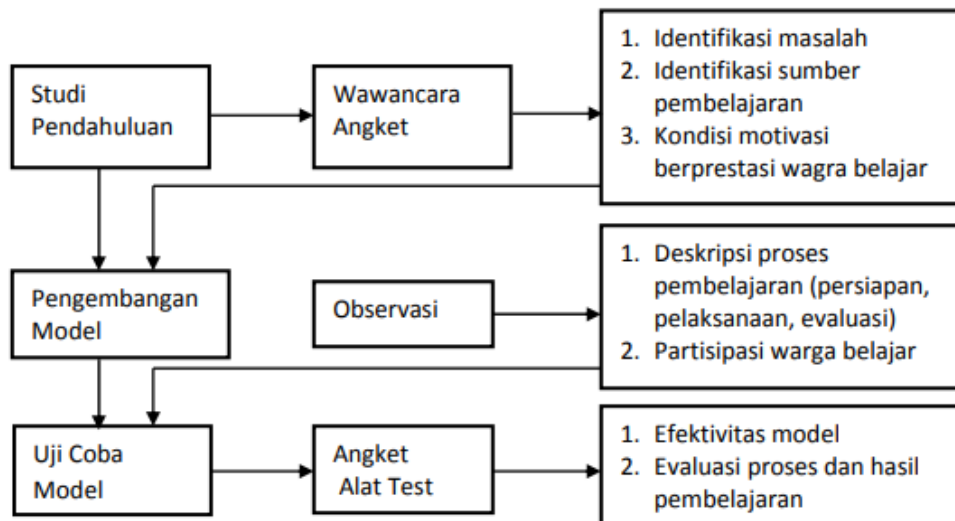 Studi
Pendahuluan
Wawancara
Angket
1. Identifikasi masalah
2. Identifikasi sumber
pembelajaran
3. Kondisi motivasi
berprestasi wagra belajar
Pengembangan
Model
Observasi
1. Deskripsi proses
pembelajaran (persiapan,
pelaksanaan, evaluasi)
2. Partisipasi warga belajar
Uji Coba
Model
Angket
Alat Test
1. Efektivitas model
2. Evaluasi proses dan hasil
pembelajaran